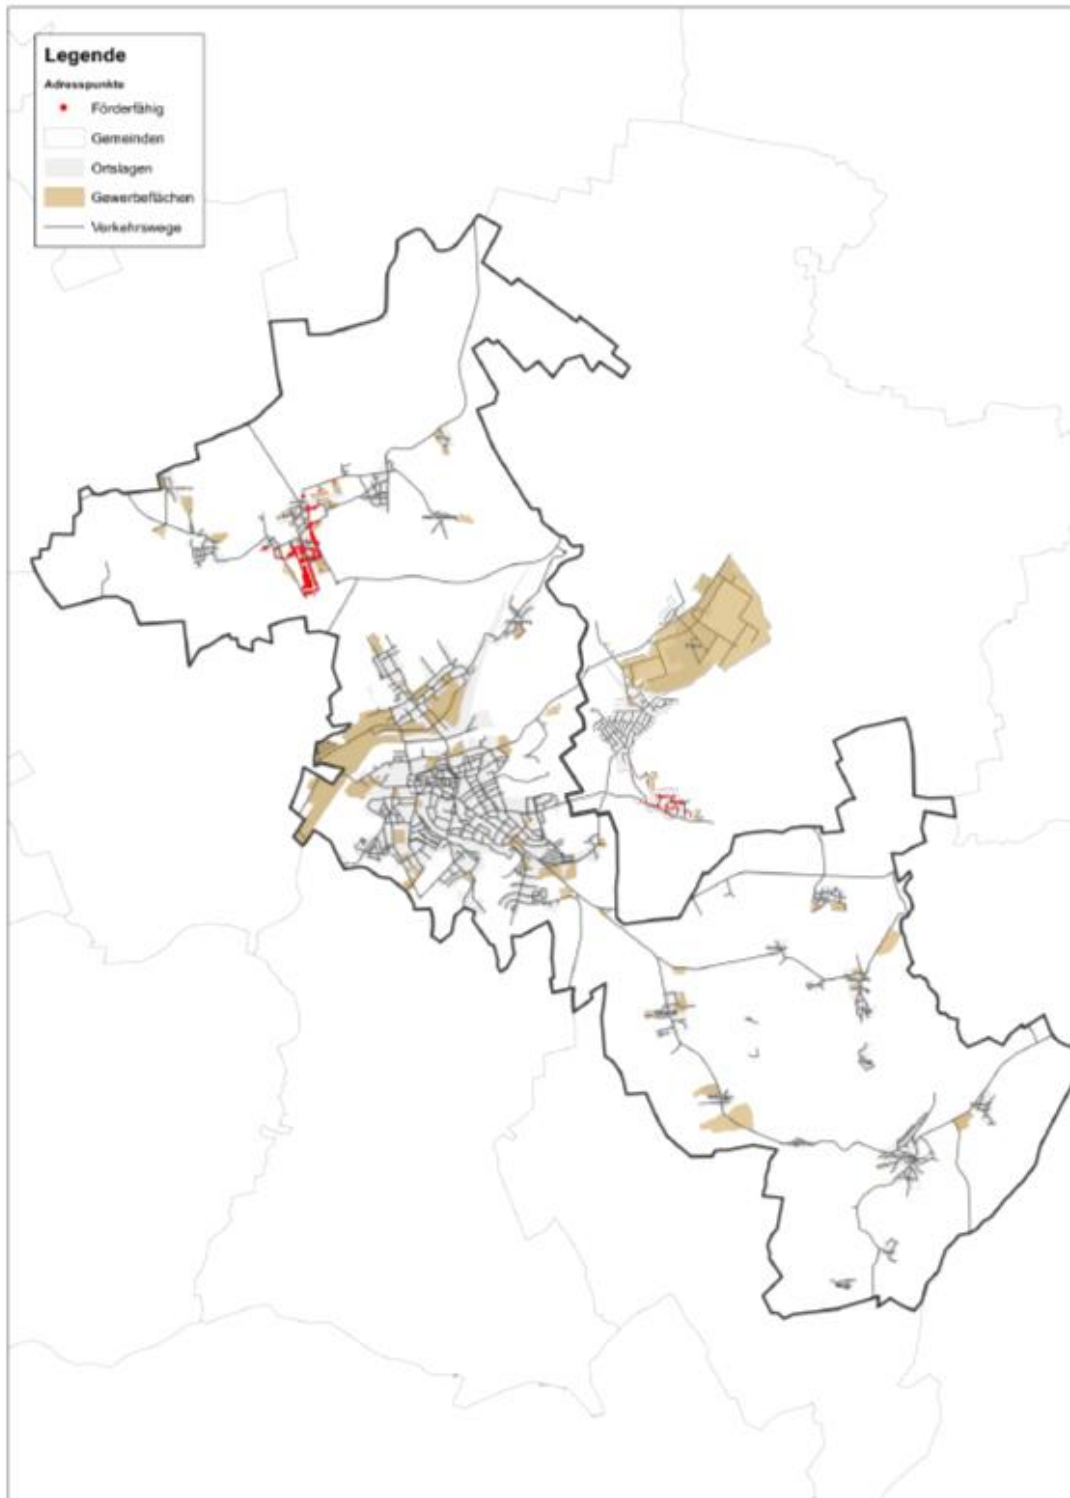 Legende
Adresspunkte
Förderfähig
Gemeinden
Ortslagen
Gewerbeflächen
Verkehrswege